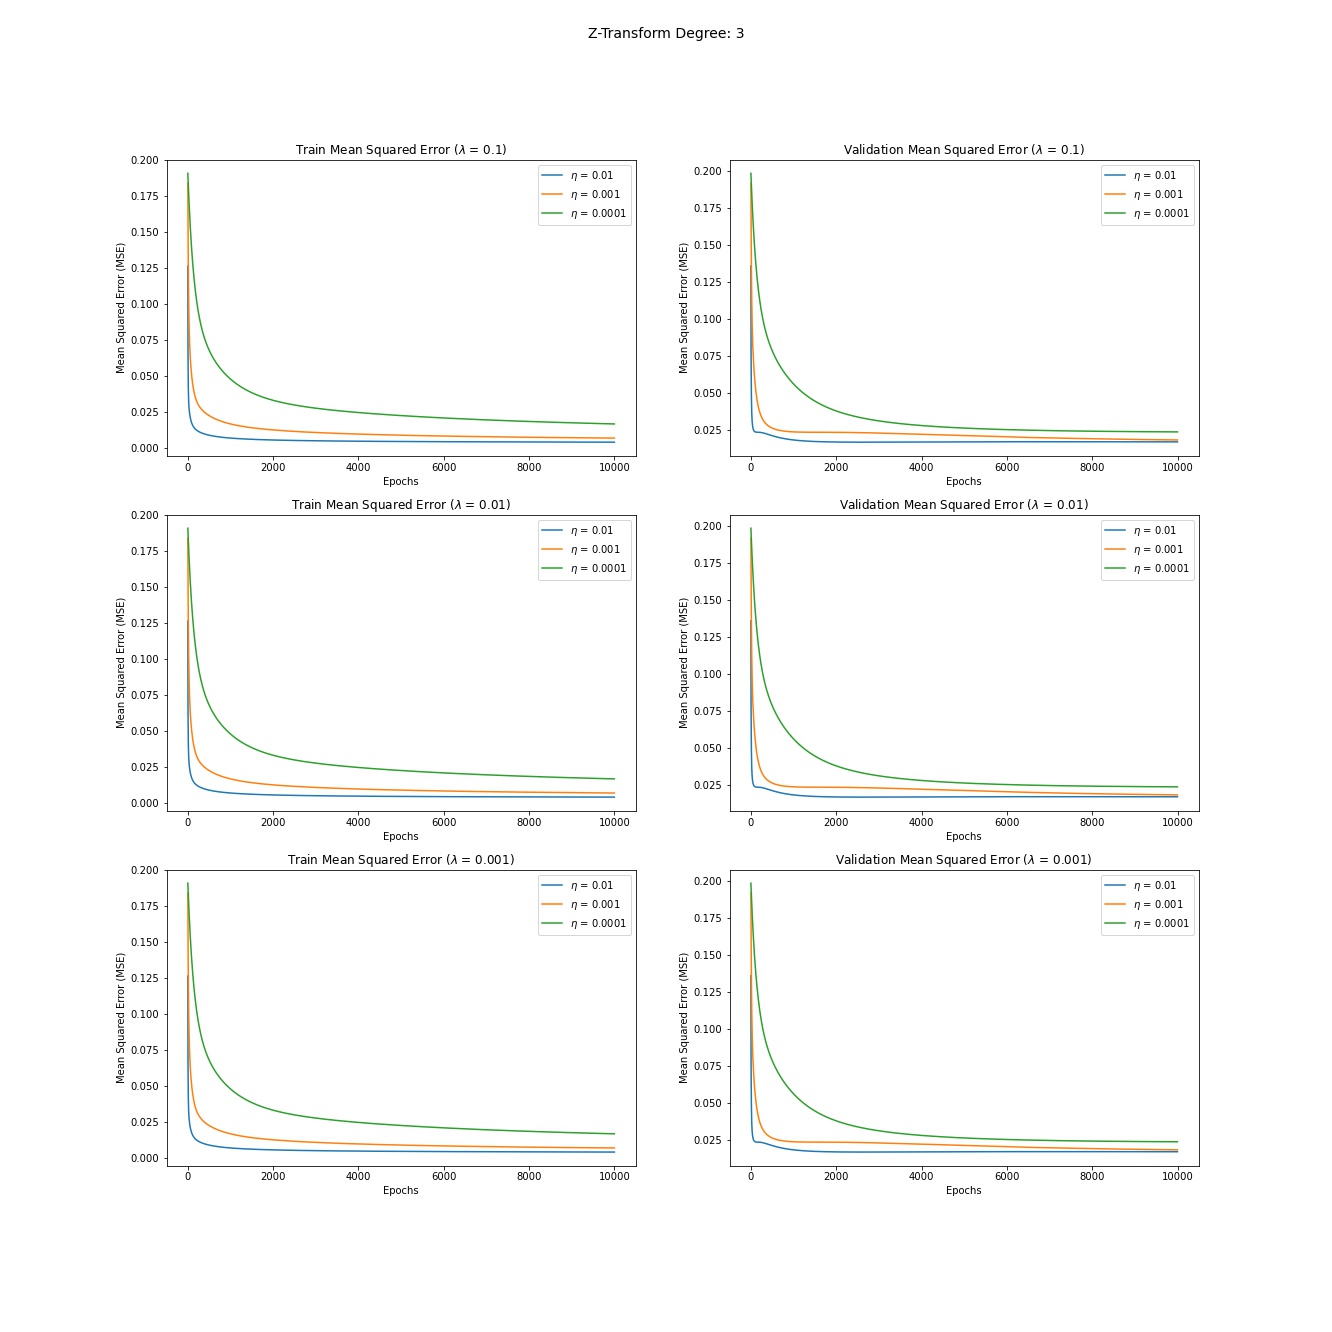 Z-Transform Degree: 3
Train Mean Squared Error (λ = 0.1)
Mean Squared Error (MSE)
0.200
0.175
0.150
0.125
0.100
0.075
0.050
0.025
0.000
η = 0.01
η = 0.001
η = 0.0001
0 2000 4000 6000 8000 10000
Epochs
Validation Mean Squared Error (λ = 0.1)
Mean Squared Error (MSE)
0.200
0.175
0.150
0.125
0.100
0.075
0.050
0.025
η = 0.01
η = 0.001
η = 0.0001
0 2000 4000 6000 8000 10000
Epochs
Train Mean Squared Error (λ = 0.01)
Mean Squared Error (MSE)
0.200
0.175
0.150
0.125
0.100
0.075
0.050
0.025
0.000
η = 0.01
η = 0.001
η = 0.0001
0 2000 4000 6000 8000 10000
Epochs
Validation Mean Squared Error (λ = 0.01)
Mean Squared Error (MSE)
0.200
0.175
0.150
0.125
0.100
0.075
0.050
0.025
η = 0.01
η = 0.001
η = 0.0001
0 2000 4000 6000 8000 10000
Epochs
Train Mean Squared Error (λ = 0.001)
Mean Squared Error (MSE)
0.200
0.175
0.150
0.125
0.100
0.075
0.050
0.025
0.000
η = 0.01
η = 0.001
η = 0.0001
0 2000 4000 6000 8000 10000
Epochs
Validation Mean Squared Error (λ = 0.001)
Mean Squared Error (MSE)
0.200
0.175
0.150
0.125
0.100
0.075
0.050
0.025
η = 0.01
η = 0.001
η = 0.0001
0 2000 4000 6000 8000 10000
Epochs